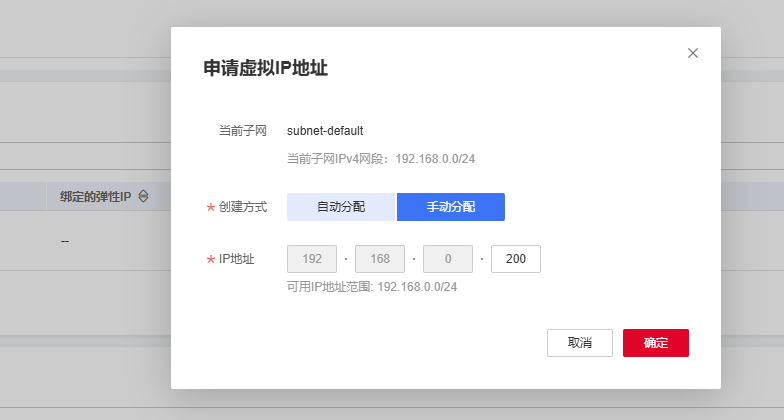 申请虚拟IP地址
当前子网 subnet-default
当前子网IPv4网段：192.168.0.0/24
绑定的弹性IP
* 创建方式 自动分配 手动分配
--
* IP地址 192 · 168 · 0 · 200
可用IP地址范围: 192.168.0.0/24
取消 确定